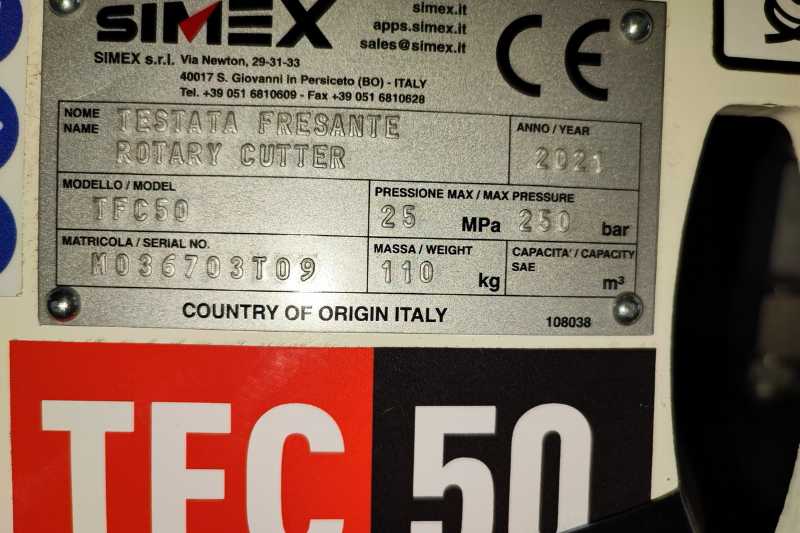 SIMEX
simex.it
apps.simex.it
sales@simex.it
CE
SIMEX s.r.l. Via Newton, 29-31-33
40017 S. Giovanni in Persiceto (BO) - ITALY
Tel. +39 051 6810609 - Fax +39 051 6810628
NOME
NAME
TESTATA FRESANTE
ROTARY CUTTER
ANNO / YEAR
2021
MODELLO / MODEL
TFC50
PRESSIONE MAX / MAX PRESSURE
25 MPa 250 bar
MATRICOLA / SERIAL NO.
M036703T09
MASSA / WEIGHT
110 kg
CAPACITA' / CAPACITY
SAE m³
COUNTRY OF ORIGIN ITALY
108038
TFC 50